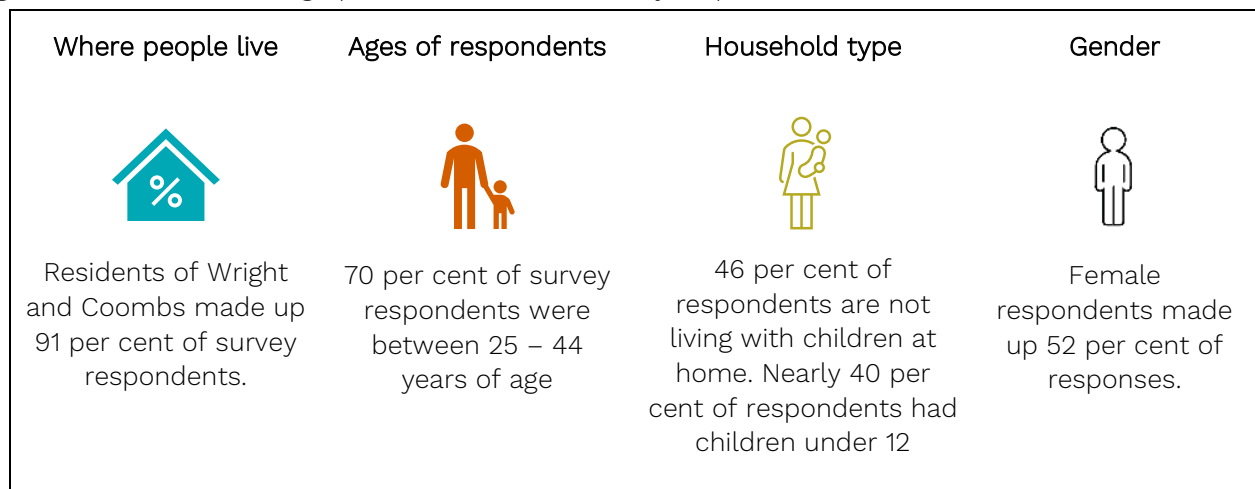 Where people live
Residents of Wright
and Coombs made up
91 per cent of survey
respondents.
Ages of respondents
70 per cent of survey
respondents were
between 25 – 44
years of age
Household type
46 per cent of
respondents are not
living with children at
home. Nearly 40 per
cent of respondents had
children under 12
Gender
Female
respondents made
up 52 per cent of
responses.
%